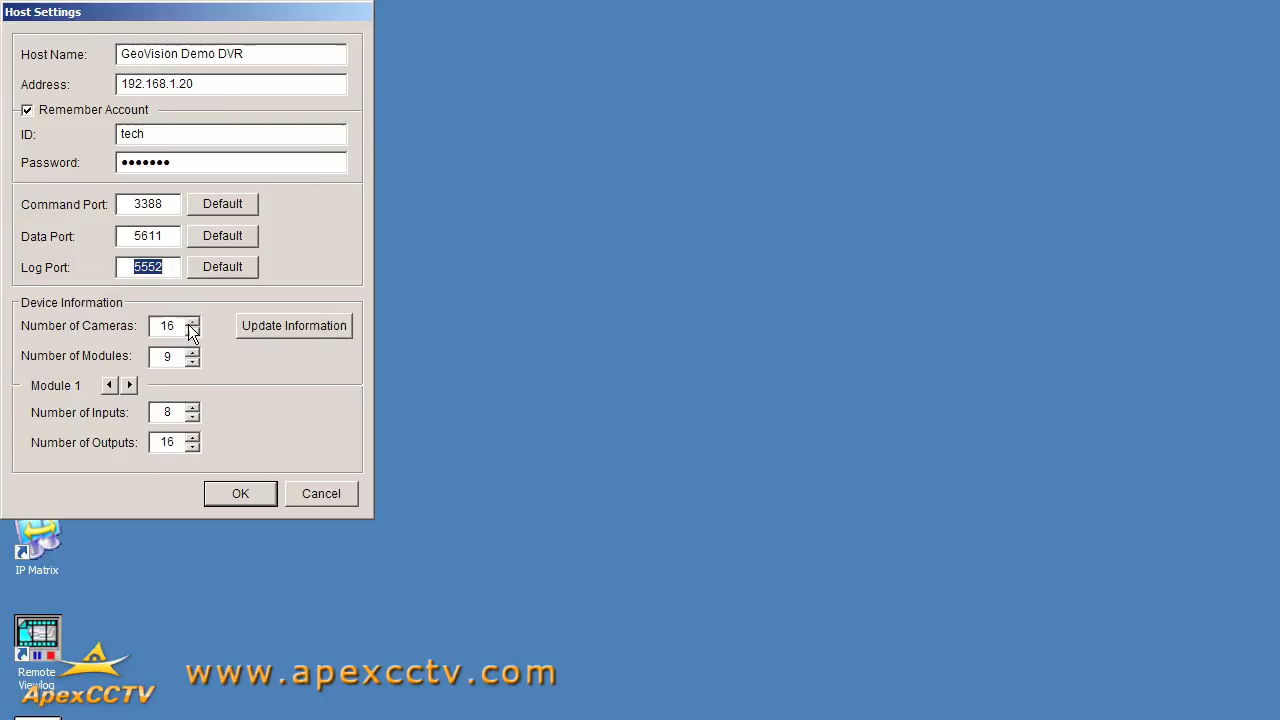 Host Settings
Host Name: GeoVision Demo DVR
Address: 192.168.1.20
Remember Account
ID: tech
Password: •••••••
Command Port: 3388 Default
Data Port: 5611 Default
Log Port: 5552 Default
Device Information
Number of Cameras: 16 Update Information
Number of Modules: 9
Module 1
Number of Inputs: 8
Number of Outputs: 16
OK Cancel
IP Matrix
Remote
Viewlog
ApexCCTV
www.apexcctv.com